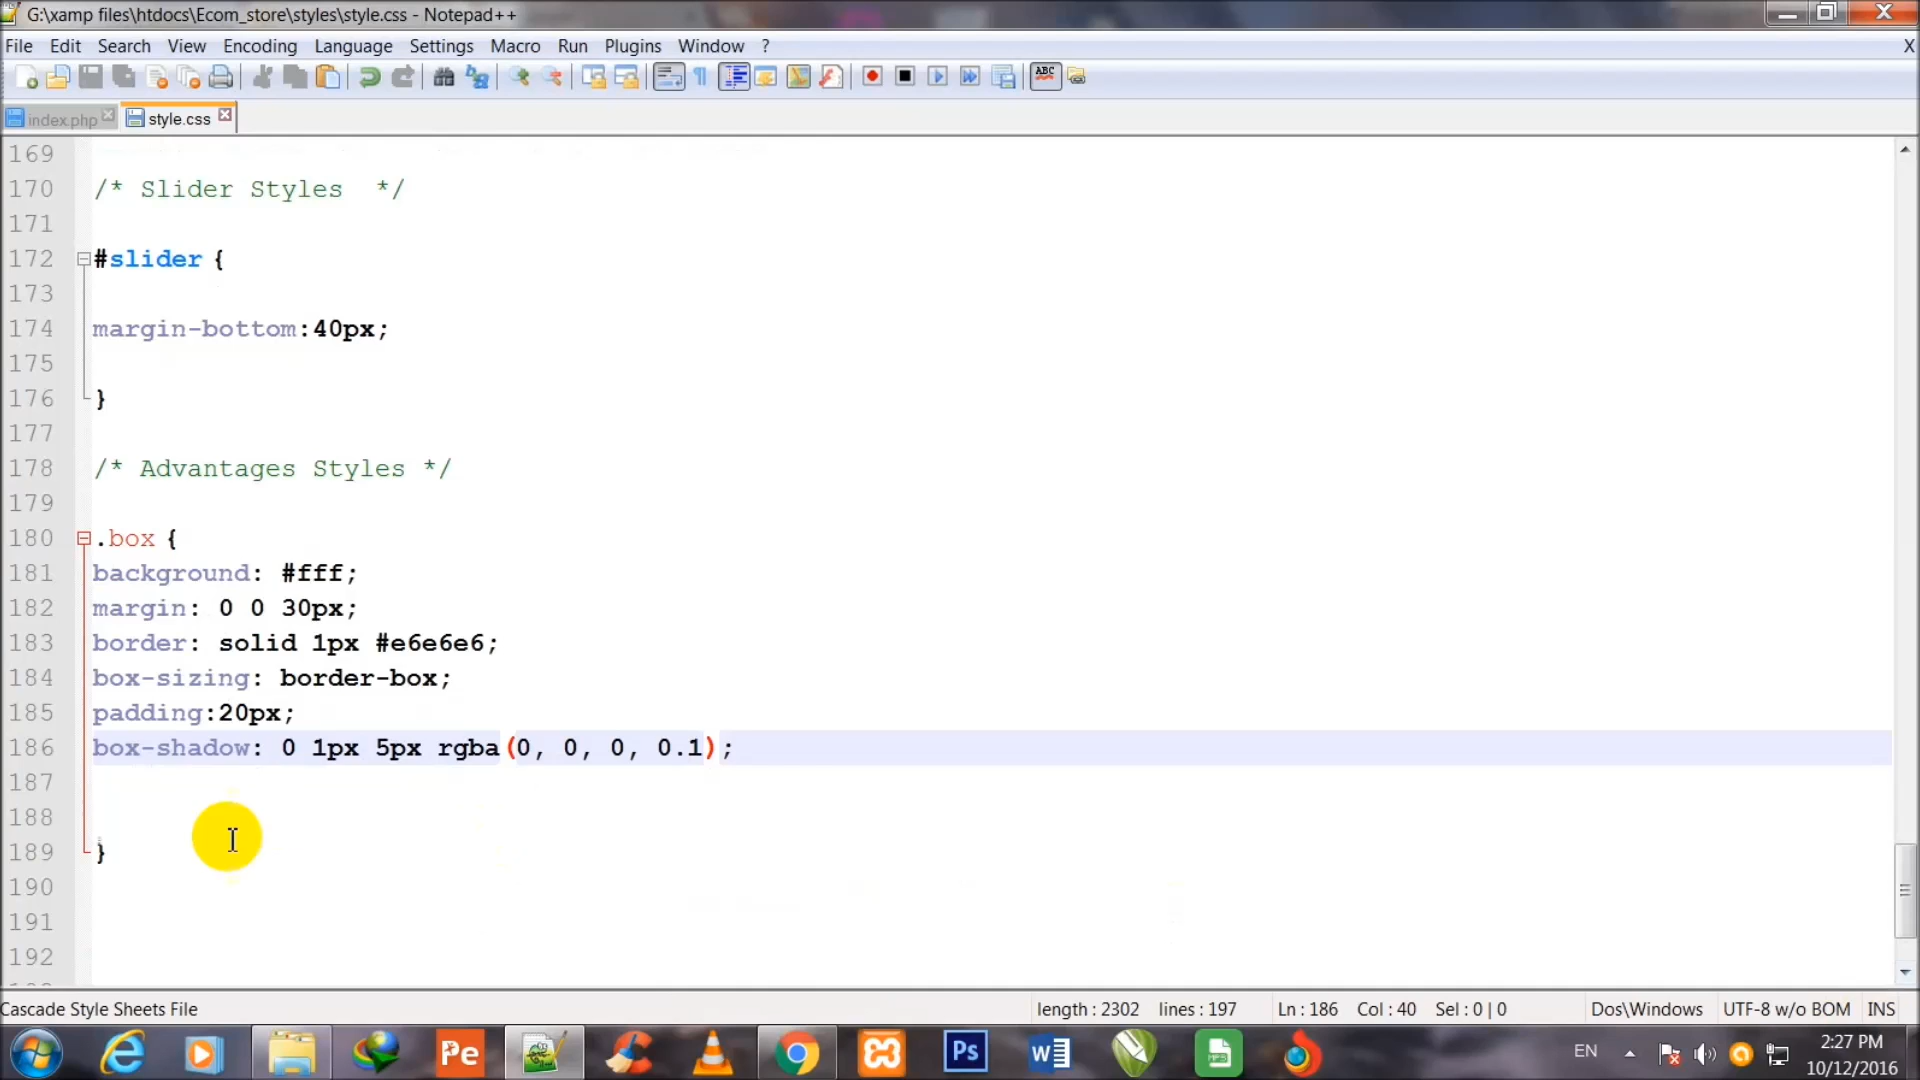 G:\xamp files\htdocs\Ecom_store\styles\style.css - Notepad++
File Edit Search View Encoding Language Settings Macro Run Plugins Window ? X
ABC
index.php style.css
169
170 /* Slider Styles  */
171
172 #slider {
173
174 margin-bottom:40px;
175
176 }
177
178 /* Advantages Styles */
179
180 .box {
181 background: #fff;
182 margin: 0 0 30px;
183 border: solid 1px #e6e6e6;
184 box-sizing: border-box;
185 padding:20px;
186 box-shadow: 0 1px 5px rgba(0, 0, 0, 0.1);
187
188
189 }
190
191
192
Cascade Style Sheets File length : 2302 lines : 197 Ln : 186 Col : 40 Sel : 0 | 0 Dos\Windows UTF-8 w/o BOM INS
Pe Ps W EN 2:27 PM
10/12/2016